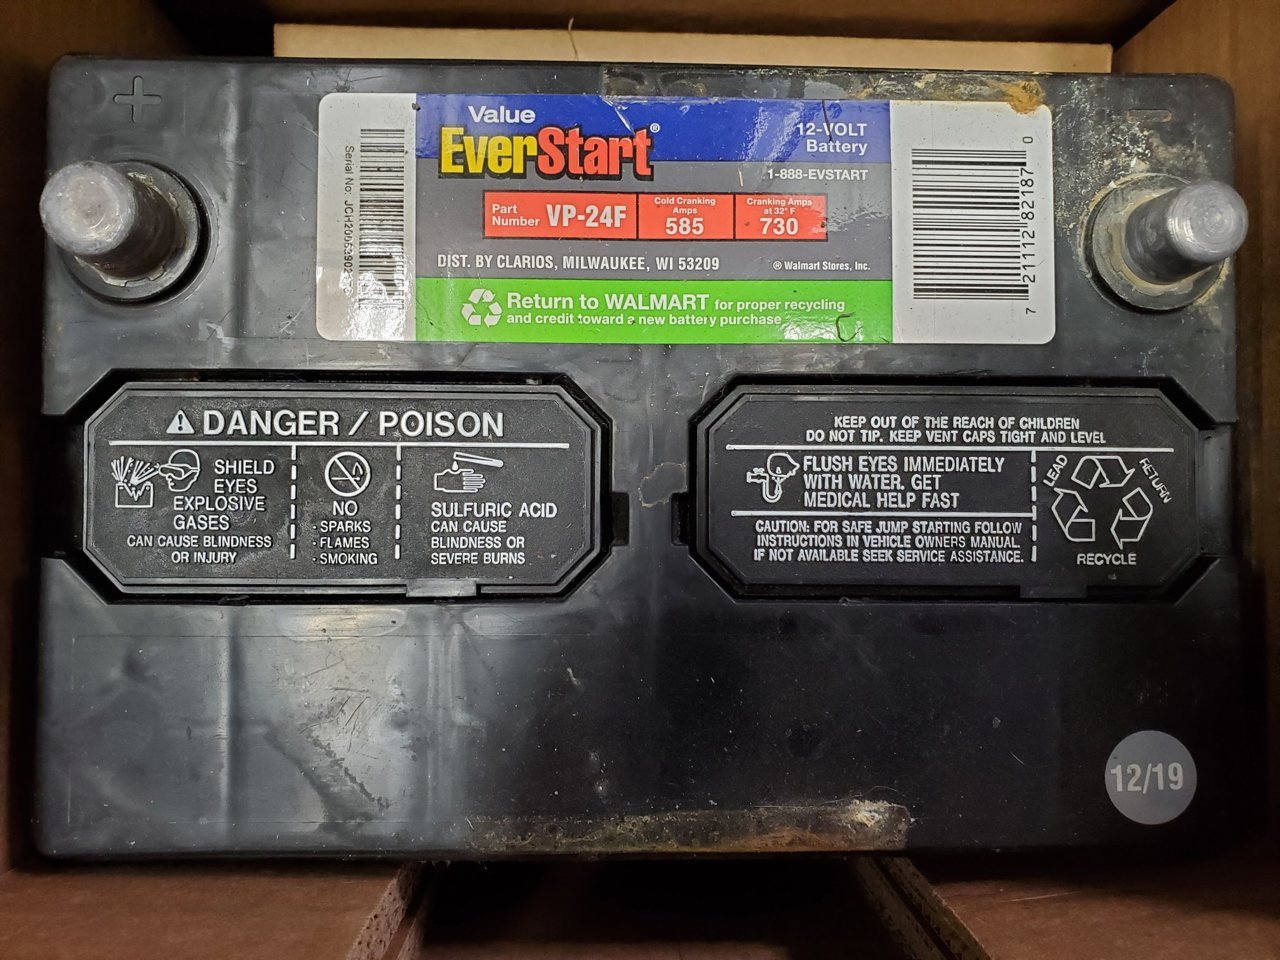 +
-
Value
EverStart®
12-VOLT
Battery
1-888-EVSTART
Part
Number
VP-24F
Cold Cranking
Amps
585
Cranking Amps
at 32° F
730
DIST. BY CLARIOS, MILWAUKEE, WI 53209
® Walmart Stores, Inc.
Return to WALMART for proper recycling
and credit toward a new battery purchase
Serial No.
7 21112 82187 0
DANGER / POISON
SHIELD
EYES
EXPLOSIVE
GASES
CAN CAUSE BLINDNESS
OR INJURY
NO
· SPARKS
· FLAMES
· SMOKING
SULFURIC ACID
CAN CAUSE
BLINDNESS OR
SEVERE BURNS
KEEP OUT OF THE REACH OF CHILDREN
DO NOT TIP. KEEP VENT CAPS TIGHT AND LEVEL
FLUSH EYES IMMEDIATELY
WITH WATER. GET
MEDICAL HELP FAST
CAUTION: FOR SAFE JUMP STARTING FOLLOW
INSTRUCTIONS IN VEHICLE OWNERS MANUAL.
IF NOT AVAILABLE SEEK SERVICE ASSISTANCE.
LEAD
RETURN
RECYCLE
12/19